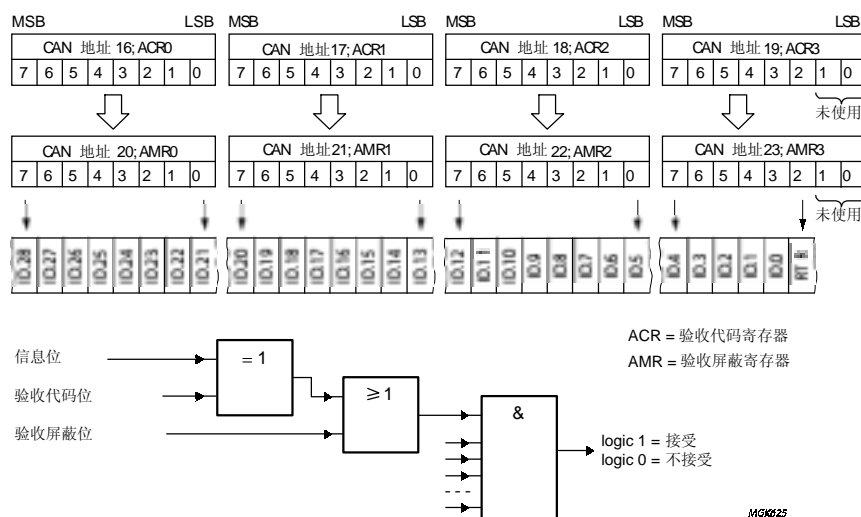 MSB LSB MSB LSB MSB LSB MSB LSB
CAN 地址 16; ACR0 CAN 地址17; ACR1 CAN 地址 18; ACR2 CAN 地址 19; ACR3
7 6 5 4 3 2 1 0 7 6 5 4 3 2 1 0 7 6 5 4 3 2 1 0 7 6 5 4 3 2 1 0
未使用
CAN 地址 20; AMR0 CAN 地址21; AMR1 CAN 地址 22; AMR2 CAN 地址23; AMR3
7 6 5 4 3 2 1 0 7 6 5 4 3 2 1 0 7 6 5 4 3 2 1 0 7 6 5 4 3 2 1 0
未使用
ID.28 ID.27 ID.26 ID.25 ID.24 ID.23 ID.22 ID.21 ID.20 ID.19 ID.18 ID.17 ID.16 ID.15 ID.14 ID.13 ID.12 ID.11 ID.10 ID.9 ID.8 ID.7 ID.6 ID.5 ID.4 ID.3 ID.2 ID.1 ID.0 RT
ACR = 验收代码寄存器
AMR = 验收屏蔽寄存器
信息位
= 1
验收代码位
≥1
验收屏蔽位
&
logic 1 = 接受
logic 0 = 不接受
MGK625